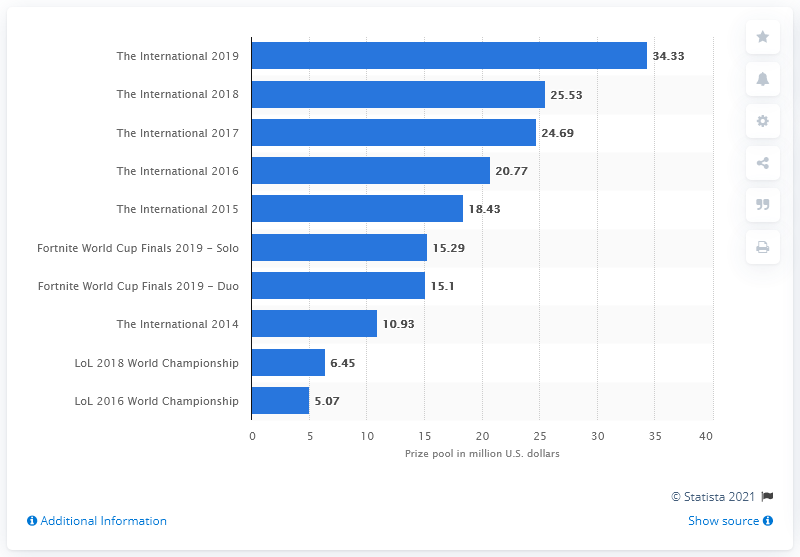 The International 2019 34.33
The International 2018 25.53
The International 2017 24.69
The International 2016 20.77
The International 2015 18.43
Fortnite World Cup Finals 2019 – Solo 15.29
Fortnite World Cup Finals 2019 – Duo 15.1
The International 2014 10.93
LoL 2018 World Championship 6.45
LoL 2016 World Championship 5.07
0 5 10 15 20 25 30 35 40
Prize pool in million U.S. dollars
© Statista 2021
Additional Information Show source